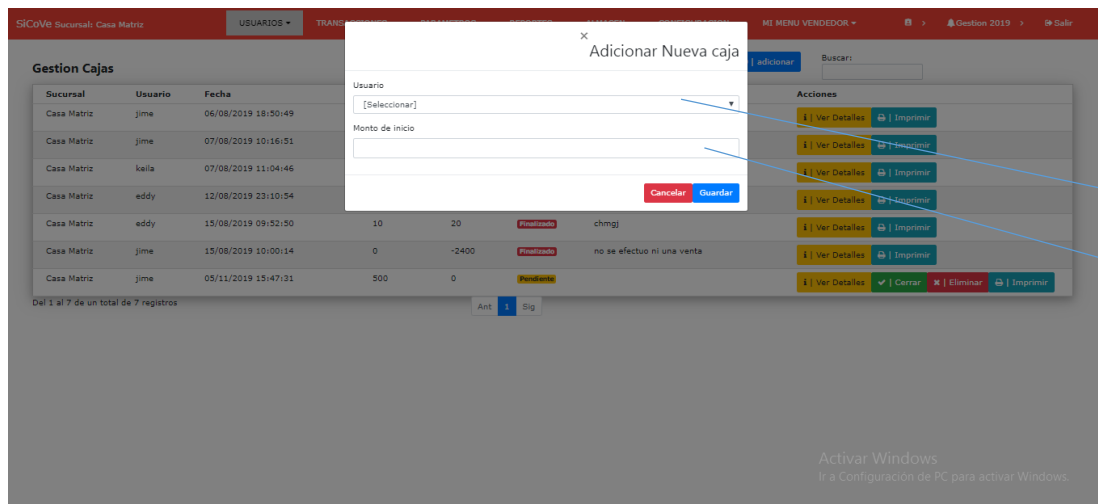 SiCoVe Sucursal: Casa Matriz USUARIOS MI MENU VENDEDOR Gestion 2019 Salir
×
Adicionar Nueva caja
Gestion Cajas | adicionar Buscar:
Usuario
[Seleccionar]
Monto de inicio
Cancelar Guardar
Sucursal Usuario Fecha Acciones
Casa Matriz jime 06/08/2019 18:50:49 i | Ver Detalles | Imprimir
Casa Matriz jime 07/08/2019 10:16:51 i | Ver Detalles | Imprimir
Casa Matriz keila 07/08/2019 11:04:46 i | Ver Detalles | Imprimir
Casa Matriz eddy 12/08/2019 23:10:54 i | Ver Detalles | Imprimir
Casa Matriz eddy 15/08/2019 09:52:50 10 20 Finalizado chmgj i | Ver Detalles | Imprimir
Casa Matriz jime 15/08/2019 10:00:14 0 -2400 Finalizado no se efectuo ni una venta i | Ver Detalles | Imprimir
Casa Matriz jime 05/11/2019 15:47:31 500 0 Pendiente i | Ver Detalles ✔ | Cerrar ✖ | Eliminar | Imprimir
Del 1 al 7 de un total de 7 registros Ant 1 Sig
Activar Windows
Ir a Configuración de PC para activar Windows.